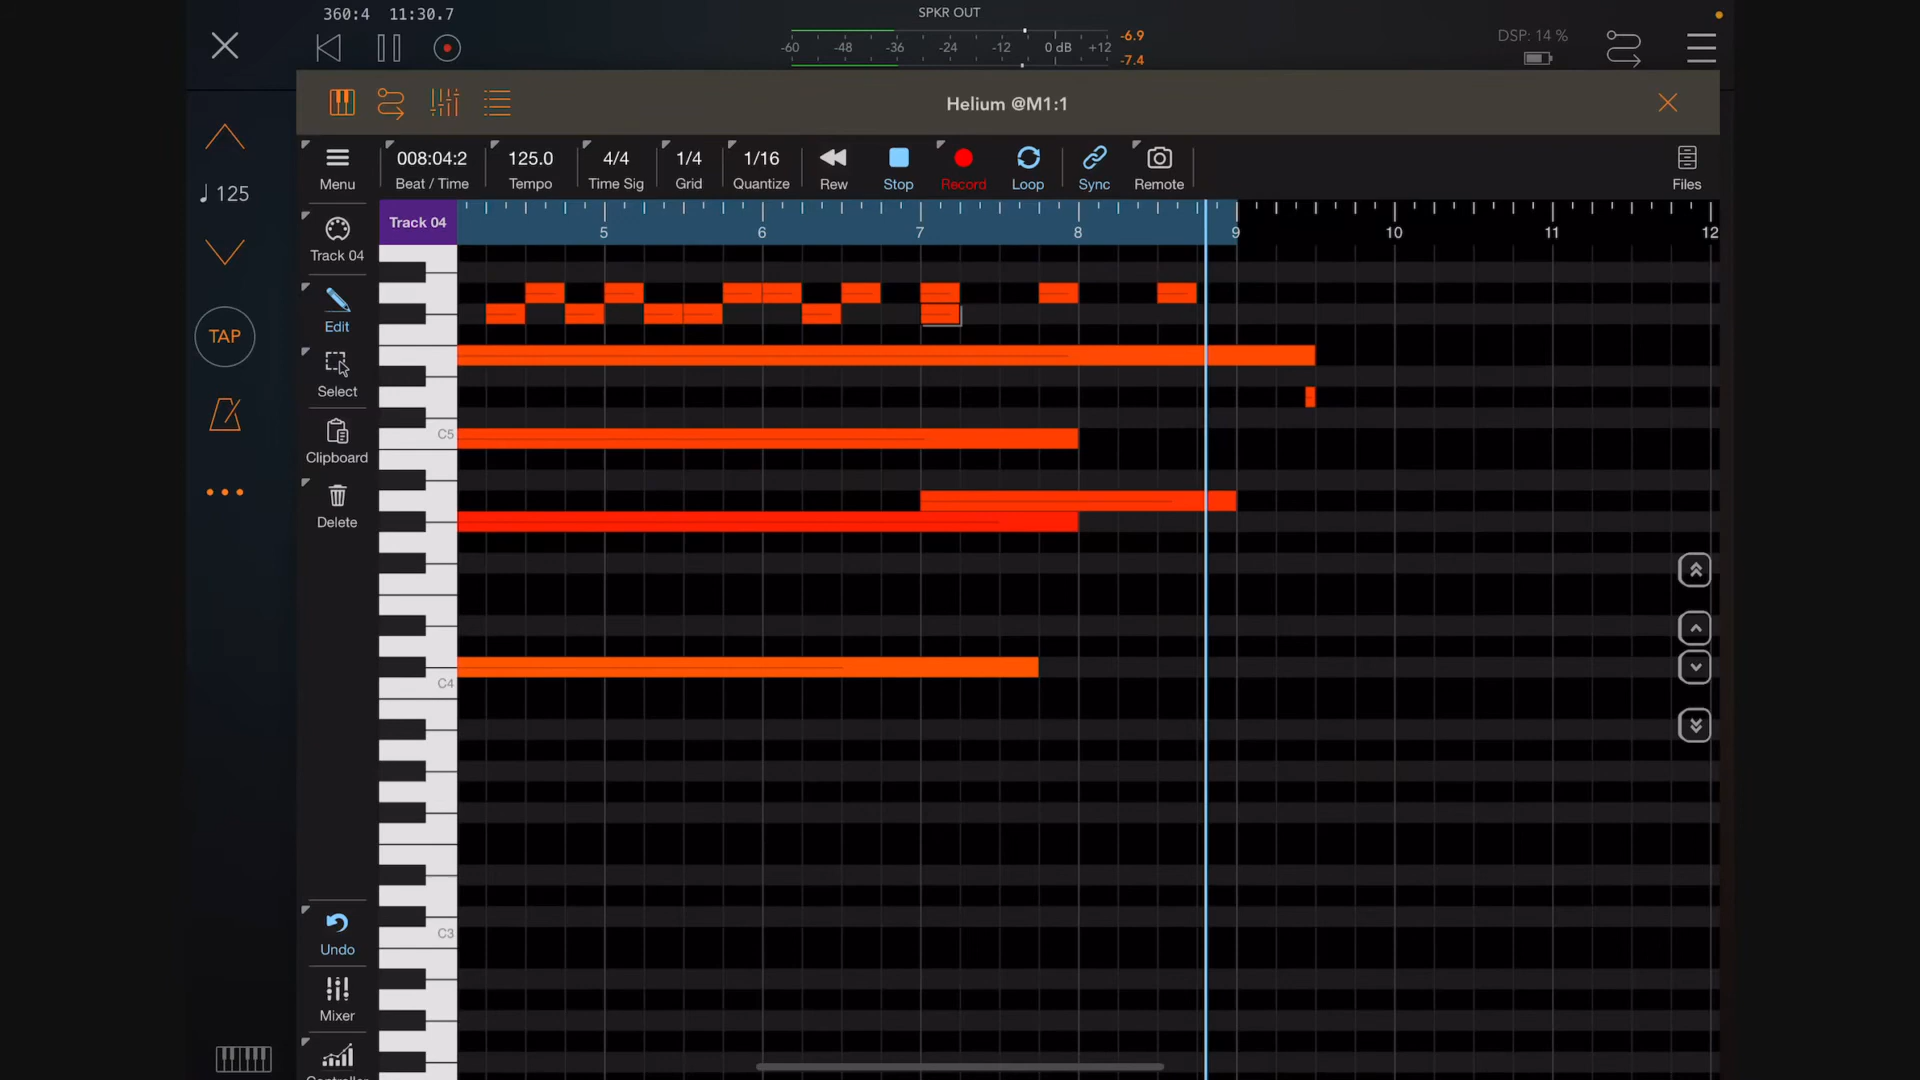 360:4 11:30.7
SPKR OUT
-60 -48 -36 -24 -12 0 dB +12
-6.9
-7.4
DSP: 14 %
Helium @M1:1
125
TAP
Menu
008:04:2
Beat / Time
125.0
Tempo
4/4
Time Sig
1/4
Grid
1/16
Quantize
Rew
Stop
Record
Loop
Sync
Remote
Files
Track 04
5 6 7 8 9 10 11 12
Track 04
Edit
Select
Clipboard
Delete
C5
C4
C3
Undo
Mixer